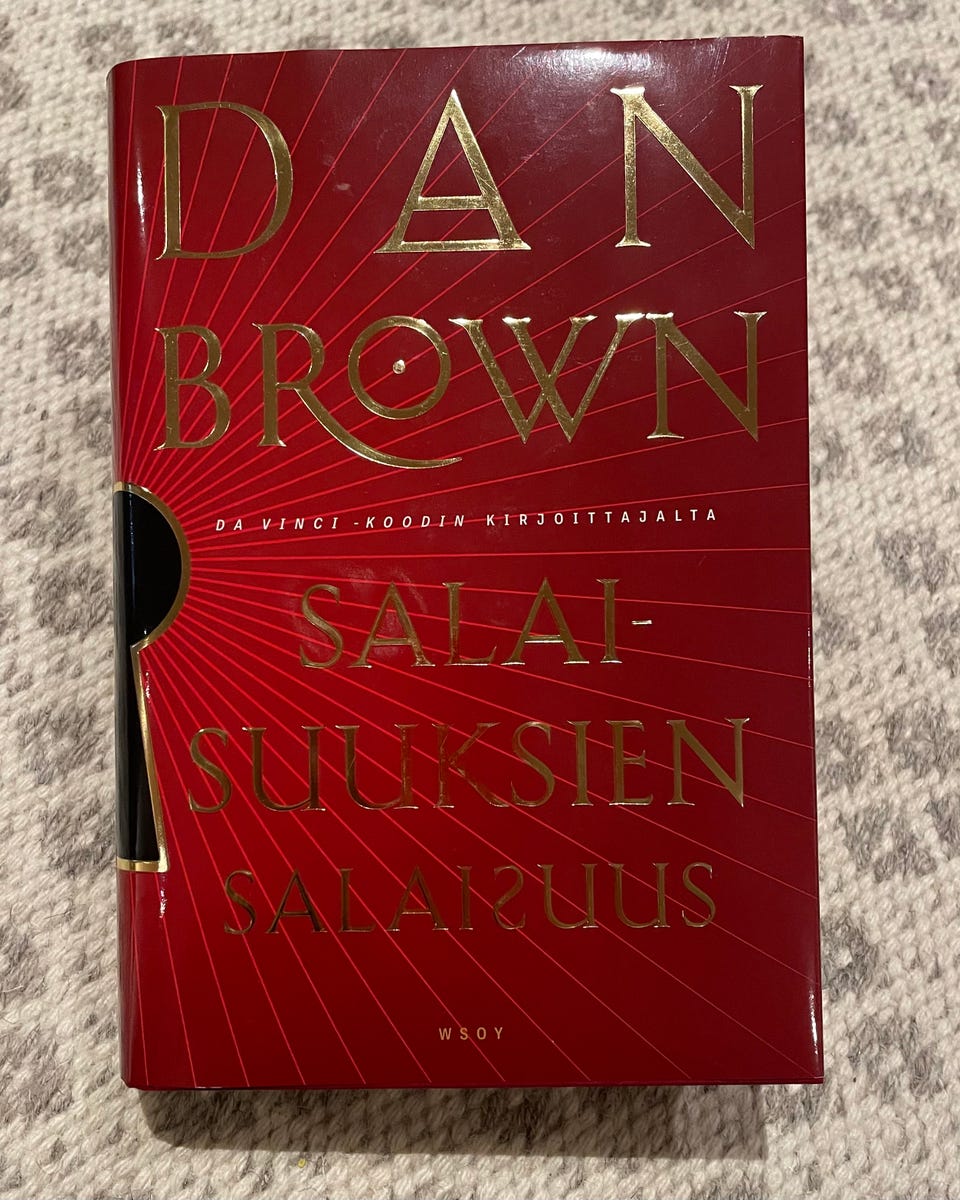 DAN
BROWN
DA VINCI -KOODIN KIRJOITTAJALTA
SALAI-
SUUKSIEN
SALAISUUS
WSOY